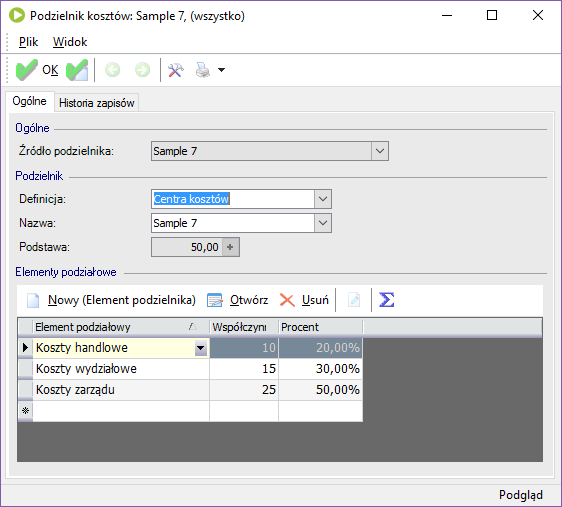 Podzielnik kosztów: Sample 7, (wszystko)
Plik Widok
OK
Ogólne Historia zapisów
Ogólne
Źródło podzielnika: Sample 7
Podzielnik
Definicja: Centra kosztów
Nazwa: Sample 7
Podstawa: 50,00 +
Elementy podziałowe
Nowy (Element podzielnika) Otwórz Usuń Σ
Element podziałowy Współczyni Procent
Koszty handlowe 10 20,00%
Koszty wydziałowe 15 30,00%
Koszty zarządu 25 50,00%
Podgląd